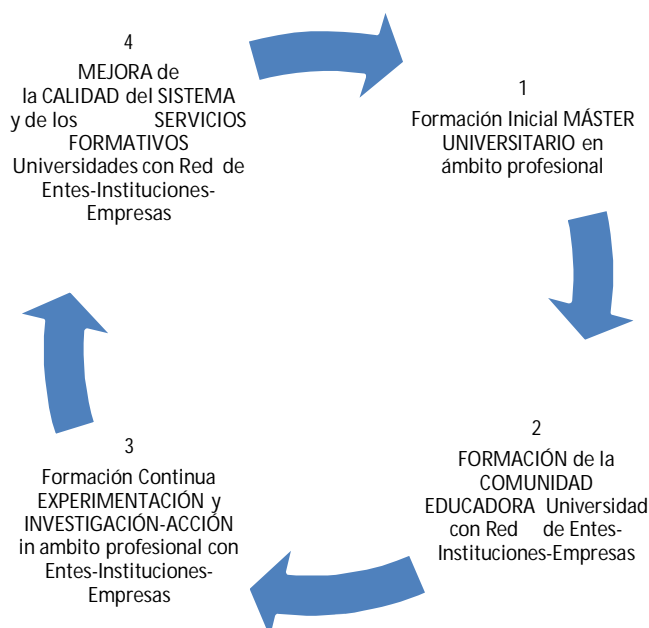 4
MEJORA de
la CALIDAD del SISTEMA
y de los SERVICIOS
FORMATIVOS
Universidades con Red de
Entes-Instituciones-
Empresas
1
Formación Inicial MÁSTER
UNIVERSITARIO en
ámbito profesional
2
FORMACIÓN de la
COMUNIDAD
EDUCADORA Universidad
con Red de Entes-
Instituciones-Empresas
3
Formación Continua
EXPERIMENTACIÓN y
INVESTIGACIÓN-ACCIÓN
in ambito profesional con
Entes-Instituciones-
Empresas